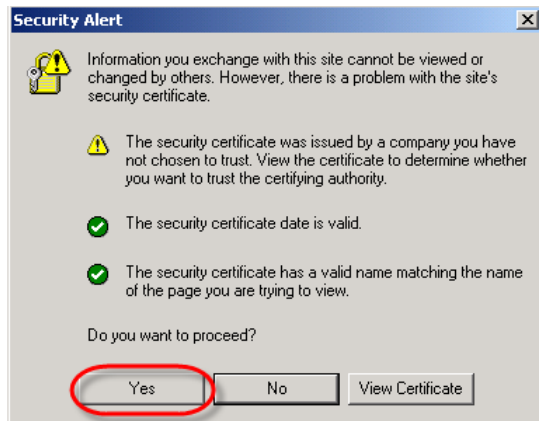 Security Alert
Information you exchange with this site cannot be viewed or
changed by others. However, there is a problem with the site's
security certificate.
The security certificate was issued by a company you have
not chosen to trust. View the certificate to determine whether
you want to trust the certifying authority.
The security certificate date is valid.
The security certificate has a valid name matching the name
of the page you are trying to view.
Do you want to proceed?
Yes No View Certificate